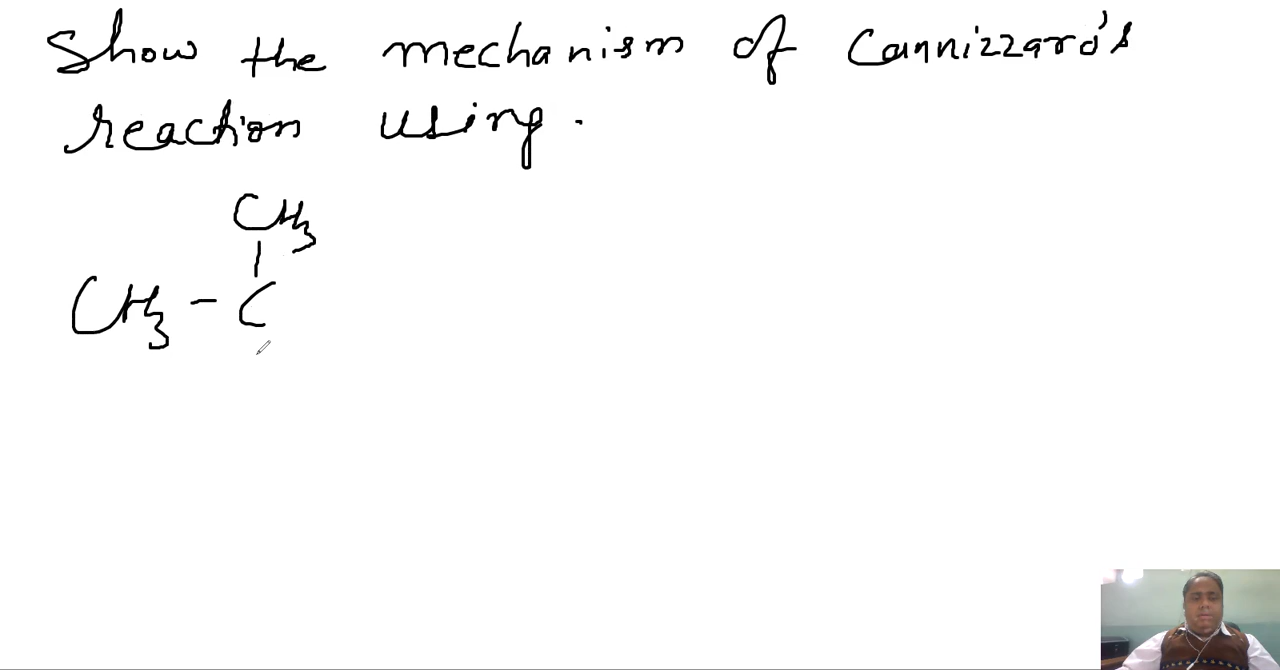 Show the mechanism of Cannizzaro's
reaction using.
CH3
|
CH3 - C